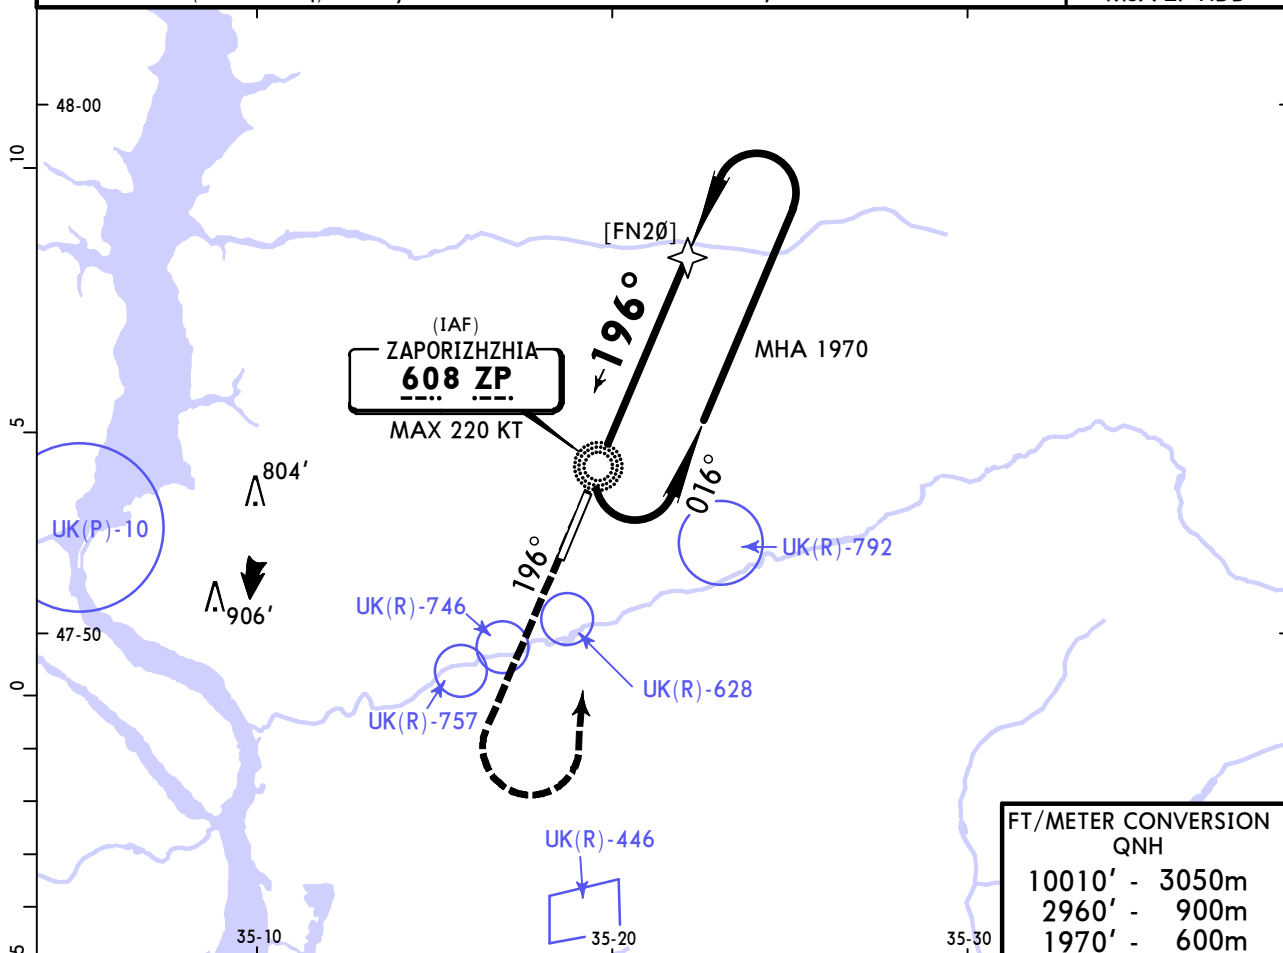 48-00
10
[FN2Ø]
196°
(IAF)
ZAPORIZHZHIA
608 ZP
MAX 220 KT
MHA 1970
5
804'
016°
UK(P)-10
UK(R)-792
196°
906'
UK(R)-746
47-50
0
UK(R)-628
UK(R)-757
UK(R)-446
FT/METER CONVERSION
QNH
10010' - 3050m
2960' - 900m
1970' - 600m
35-10
35-20
35-30
5